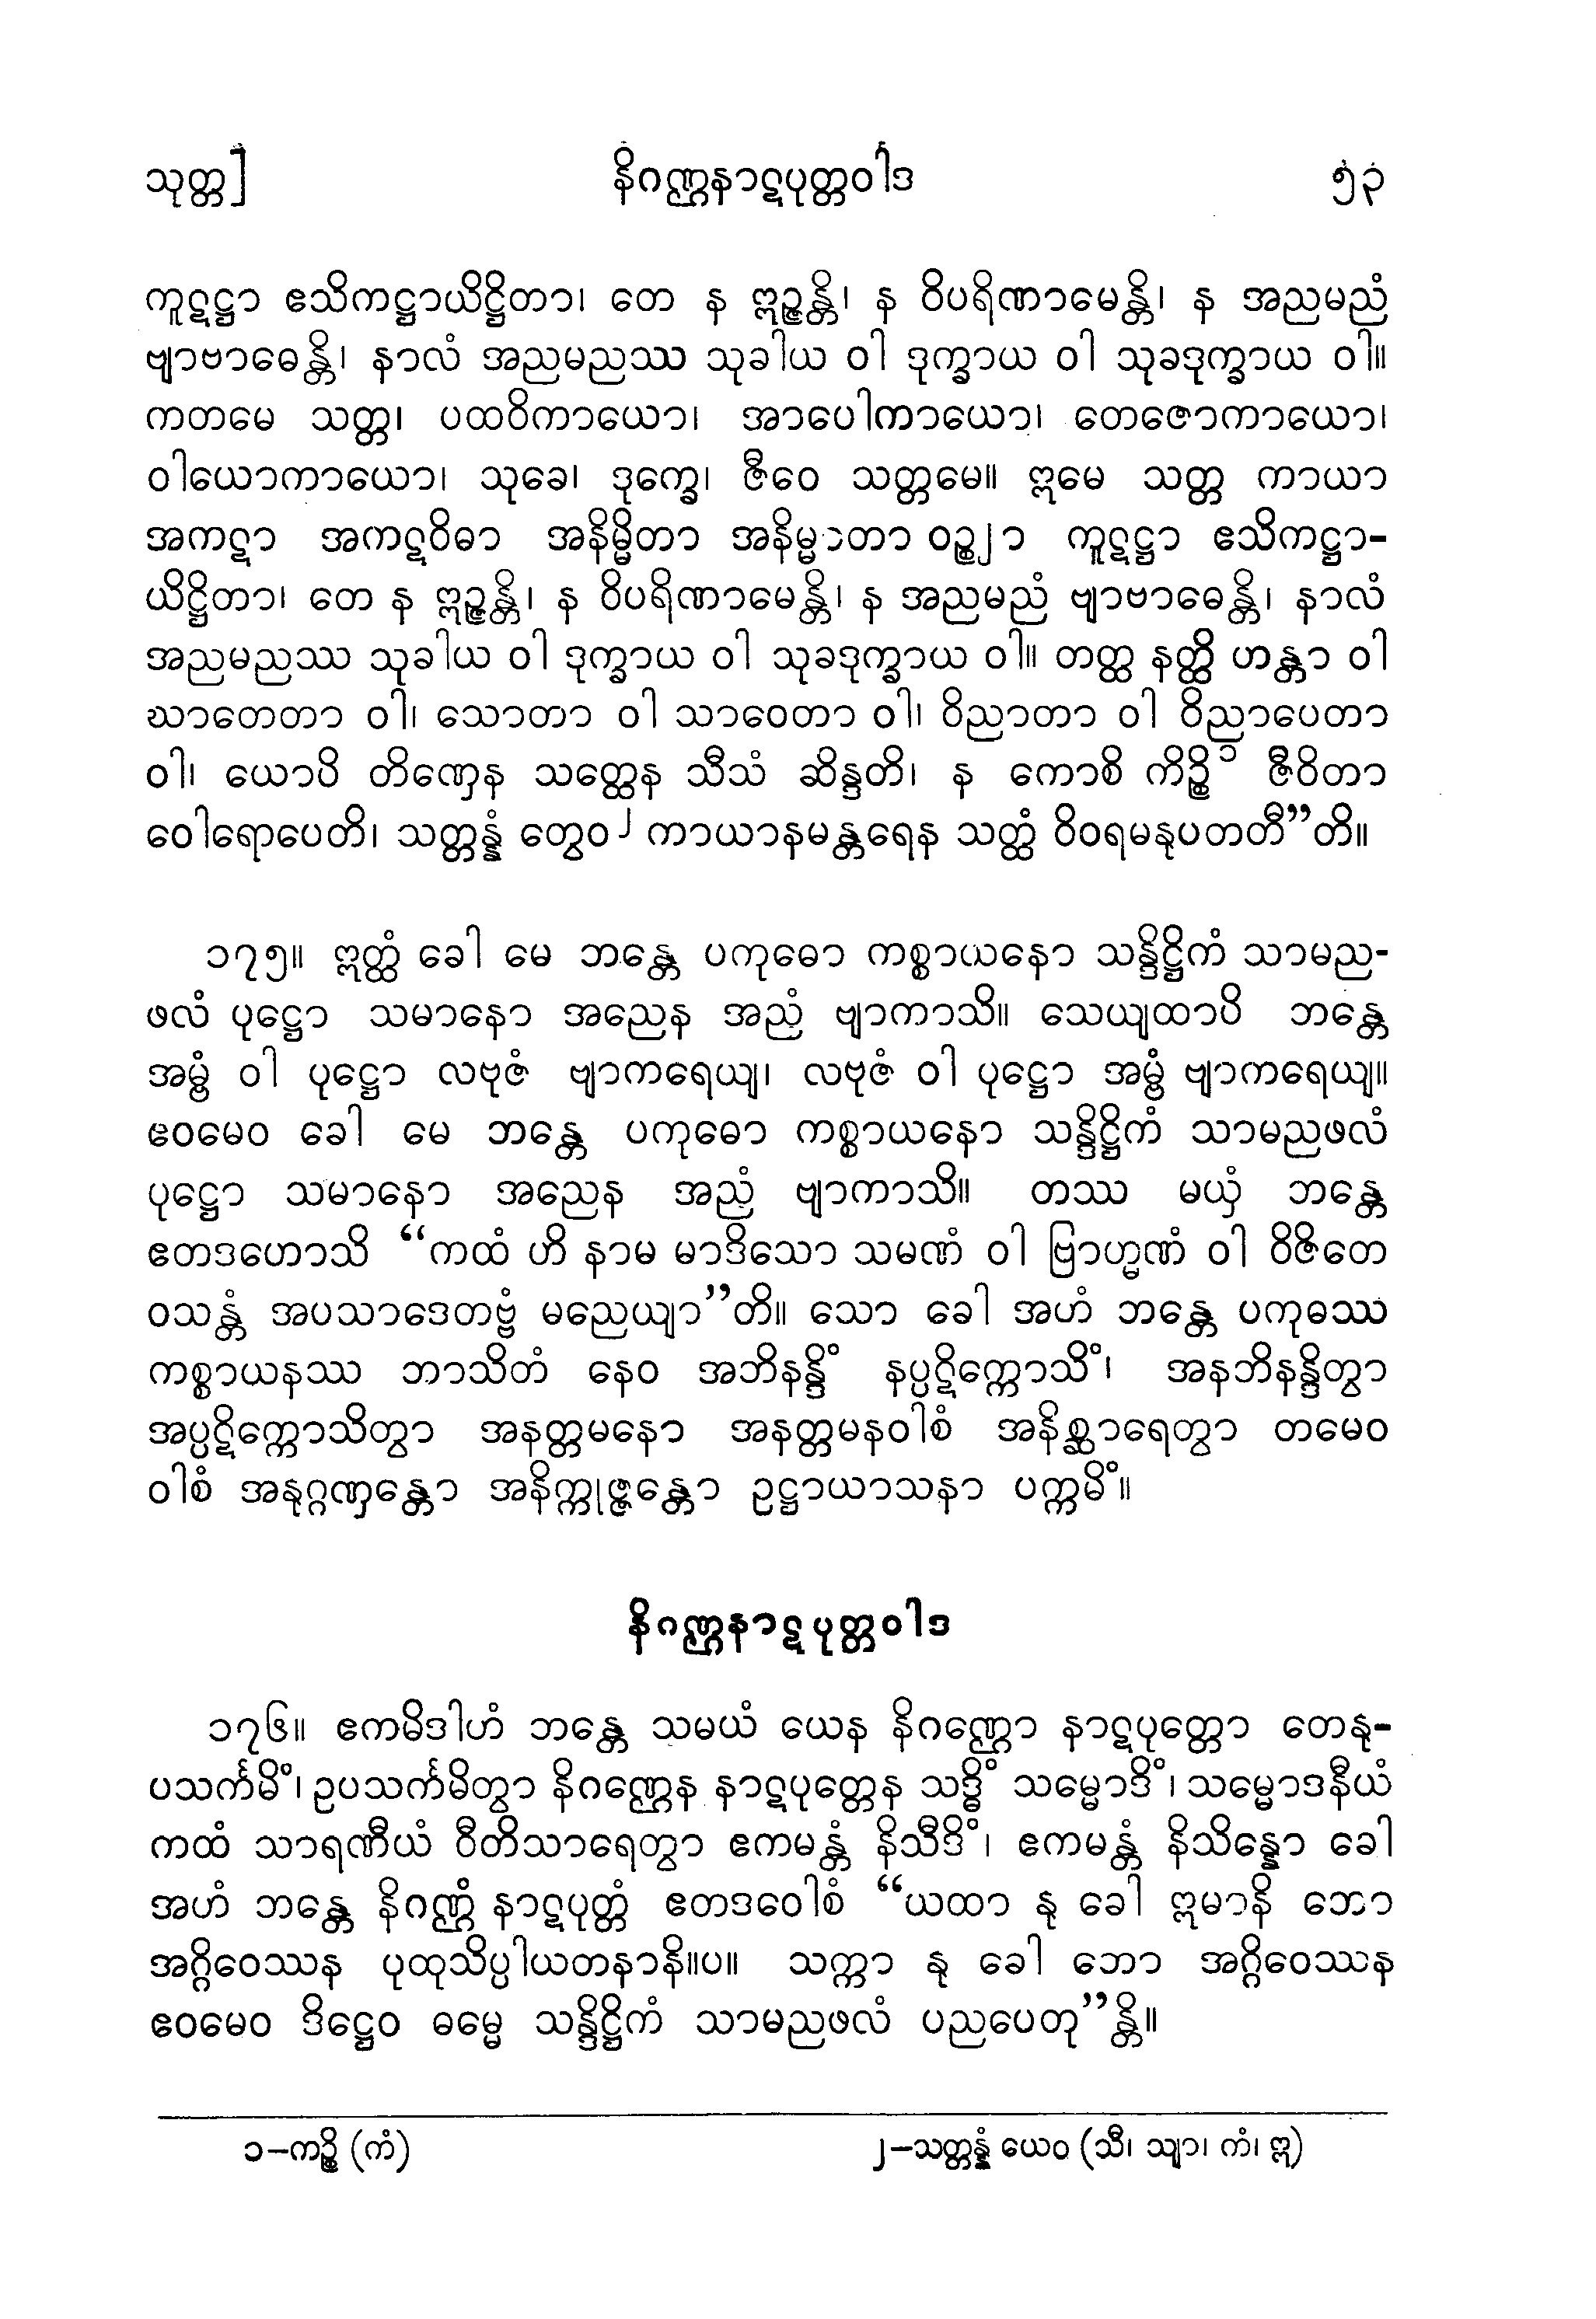 သုတ္တ]
နိဂဏ္ဌနာဋပုတ္တဝါဒ
၅၃
ကူဋဋ္ဌာ ဧသိကဋ္ဌာယိဋ္ဌိတာ၊ တေ န ဣဉ္ဇန္တိ၊ န ဝိပရိဏာမေန္တိ၊ န အညမညံ
ဗျာဗာဓေန္တိ၊ နာလံ အညမညဿ သုခါယ ဝါ ဒုက္ခာယ ဝါ သုခဒုက္ခာယ ဝါ။
ကတမေ သတ္တ၊ ပထဝိကာယော၊ အာပေါကာယော၊ တေဇောကာယော၊
ဝါယောကာယော၊ သုခေ၊ ဒုက္ခေ၊ ဇီဝေ သတ္တမေ။ ဣမေ သတ္တ ကာယာ
အကဋာ အကဋဝိဓာ အနိမ္မိတာ အနိမ္မာတာ ဝဉ္ဈာ ကူဋဋ္ဌာ ဧသိကဋ္ဌာ-
ယိဋ္ဌိတာ၊ တေ န ဣဉ္ဇန္တိ၊ န ဝိပရိဏာမေန္တိ၊ န အညမညံ ဗျာဗာဓေန္တိ၊ နာလံ
အညမညဿ သုခါယ ဝါ ဒုက္ခာယ ဝါ သုခဒုက္ခာယ ဝါ။ တတ္ထ နတ္ထိ ဟန္တာ ဝါ
ဃာတေတာ ဝါ၊ သောတာ ဝါ သာဝေတာ ဝါ၊ ဝိညာတာ ဝါ ဝိညာပေတာ
ဝါ၊ ယောပိ တိဏှေန သတ္ထေန သီသံ ဆိန္ဒတိ၊ န ကောစိ ကိဉ္စိ ၁ ဇီဝိတာ
ဝေါရောပေတိ၊ သတ္တန္နံ တွေဝ ၂ ကာယာနမန္တရေန သတ္ထံ ဝိဝရမနုပတတီ”တိ။
၁၇၅။ ဣတ္ထံ ခေါ မေ ဘန္တေ ပကုဓော ကစ္စာယနော သန္ဒိဋ္ဌိကံ သာမည-
ဖလံ ပုဋ္ဌော သမာနော အညေန အညံ ဗျာကာသိ။ သေယျထာပိ ဘန္တေ
အမ္ဗံ ဝါ ပုဋ္ဌော လဗုဇံ ဗျာကရေယျ၊ လဗုဇံ ဝါ ပုဋ္ဌော အမ္ဗံ ဗျာကရေယျ။
ဧဝမေဝ ခေါ မေ ဘန္တေ ပကုဓော ကစ္စာယနော သန္ဒိဋ္ဌိကံ သာမညဖလံ
ပုဋ္ဌော သမာနော အညေန အညံ ဗျာကာသိ။ တဿ မယှံ ဘန္တေ
ဧတဒဟောသိ “ကထံ ဟိ နာမ မာဒိသော သမဏံ ဝါ ဗြာဟ္မဏံ ဝါ ဝိဇိတေ
ဝသန္တံ အပသာဒေတဗ္ဗံ မညေယျာ”တိ။ သော ခေါ အဟံ ဘန္တေ ပကုဓဿ
ကစ္စာယနဿ ဘာသိတံ နေဝ အဘိနန္ဒိံ နပ္ပဋိက္ကောသိံ၊ အနဘိနန္ဒိတွာ
အပ္ပဋိက္ကောသိတွာ အနတ္တမနော အနတ္တမနဝါစံ အနိစ္ဆာရေတွာ တမေဝ
ဝါစံ အနုဂ္ဂဏှန္တော အနိက္ကုဇ္ဇန္တော ဥဋ္ဌာယာသနာ ပက္ကမိံ။
နိဂဏ္ဌနာဋပုတ္တဝါဒ
၁၇၆။ ဧကမိဒါဟံ ဘန္တေ သမယံ ယေန နိဂဏ္ဌော နာဋပုတ္တော တေနု-
ပသင်္ကမိံ၊ ဥပသင်္ကမိတွာ နိဂဏ္ဌေန နာဋပုတ္တေန သဒ္ဓိံ သမ္မောဒိံ၊ သမ္မောဒနီယံ
ကထံ သာရဏီယံ ဝီတိသာရေတွာ ဧကမန္တံ နိသီဒိံ၊ ဧကမန္တံ နိသိန္နော ခေါ
အဟံ ဘန္တေ နိဂဏ္ဌံ နာဋပုတ္တံ ဧတဒဝေါစံ “ယထာ နု ခေါ ဣမာနိ ဘော
အဂ္ဂိဝေဿန ပုထုသိပ္ပါယတနာနိ။ပ။ သက္ကာ နု ခေါ ဘော အဂ္ဂိဝေဿန
ဧဝမေဝ ဒိဋ္ဌေဝ ဓမ္မေ သန္ဒိဋ္ဌိကံ သာမညဖလံ ပညပေတု”န္တိ။
၁−ကဉ္စိ (ကံ)
၂−သတ္တန္နံ ယေဝ (သီ၊ သျာ၊ ကံ၊ ဣ)